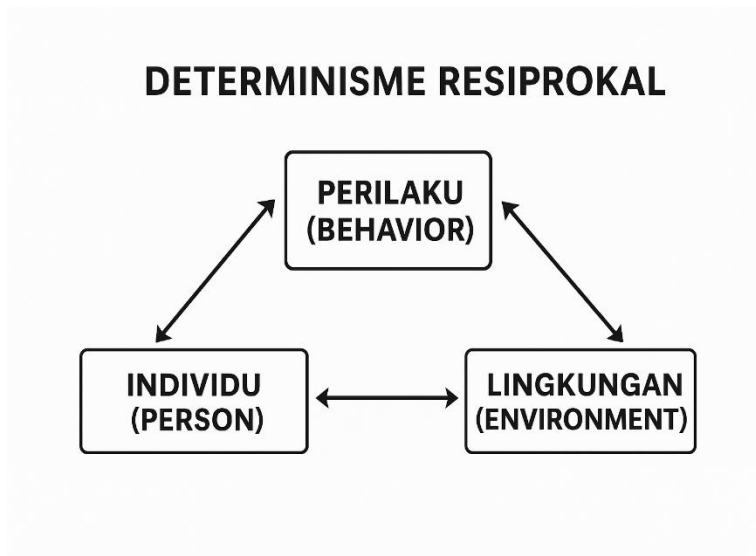 DETERMINISME RESIPROKAL
PERILAKU
(BEHAVIOR)
INDIVIDU
(PERSON)
LINGKUNGAN
(ENVIRONMENT)